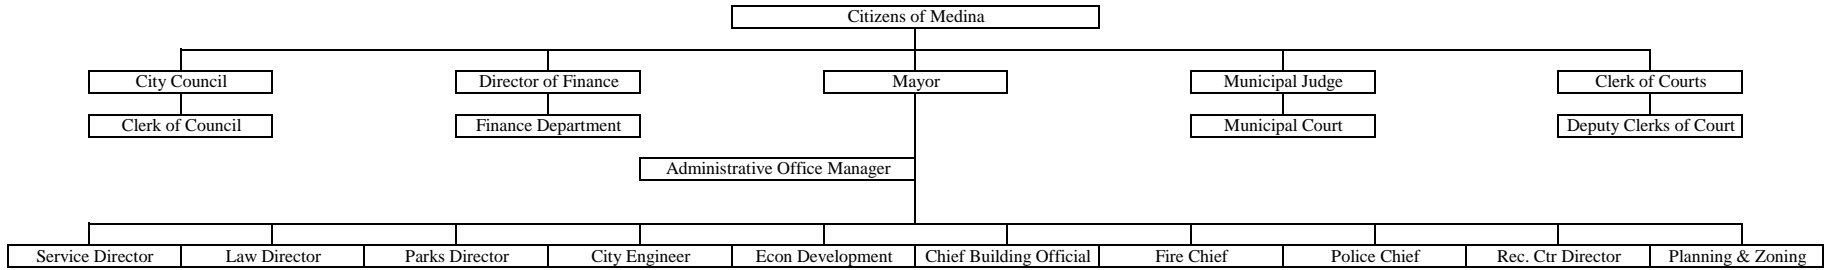 Citizens of Medina
City Council
Director of Finance
Mayor
Municipal Judge
Clerk of Courts
Clerk of Council
Finance Department
Municipal Court
Deputy Clerks of Court
Administrative Office Manager
Service Director
Law Director
Parks Director
City Engineer
Econ Development
Chief Building Official
Fire Chief
Police Chief
Rec. Ctr Director
Planning & Zoning